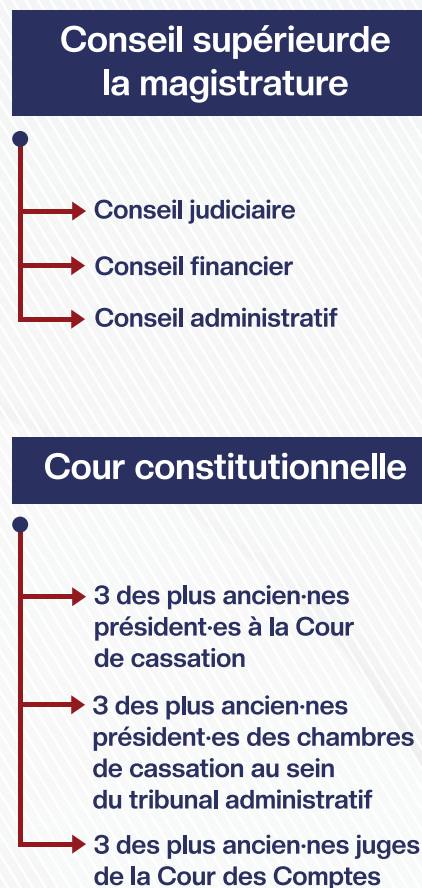 Conseil supérieurde
la magistrature
Conseil judiciaire
Conseil financier
Conseil administratif
Cour constitutionnelle
3 des plus ancien·nes
président·es à la Cour
de cassation
3 des plus ancien·nes
président·es des chambres
de cassation au sein
du tribunal administratif
3 des plus ancien·nes juges
de la Cour des Comptes